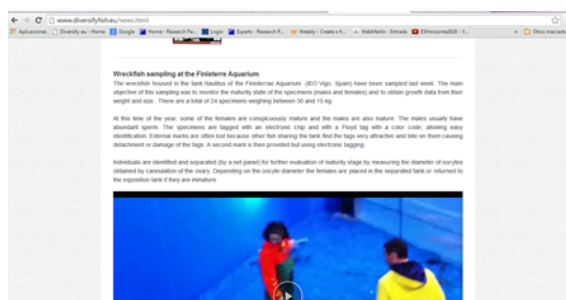 www.diversifyfish.eu/news.html
Aplicaciones Diversify-eu - Home Google Home - Research Pa... Login Experts - Research P... Weebly - Create a fr... WebMerlin - Entrada ESHorizonte2020 - Y... Otros marcado
Wreckfish sampling at the Finisterre Aquarium
The wreckfish housed in the tank Nautilus of the Finisterrae Aquarium (IEO Vigo, Spain) have been sampled last week. The main
objective of this sampling was to monitor the maturity state of the specimens (males and females) and to obtain growth data from their
weight and size. There are a total of 24 specimens weighing between 30 and 15 kg.
At this time of the year, some of the females are conspicuously mature and the males are also mature. The males usually have
abundant sperm. The specimens are tagged with an electronic chip and with a Floyd tag with a color code, allowing easy
identification. External marks are often lost because other fish sharing the tank find the tags very attractive and bite on them causing
detachment or damage of the tags. A second mark is then provided but using electronic tagging.
Individuals are identified and separated (by a net panel) for further evaluation of maturity stage by measuring the diameter of oocytes
obtained by cannulation of the ovary. Depending on the oocyte diameter the females are placed in the separated tank or returned to
the exposition tank if they are immature.